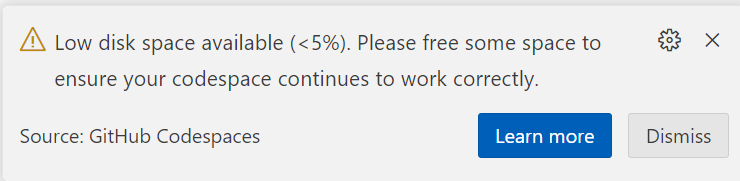 Low disk space available (<5%). Please free some space to
ensure your codespace continues to work correctly.
Source: GitHub Codespaces
Learn more
Dismiss